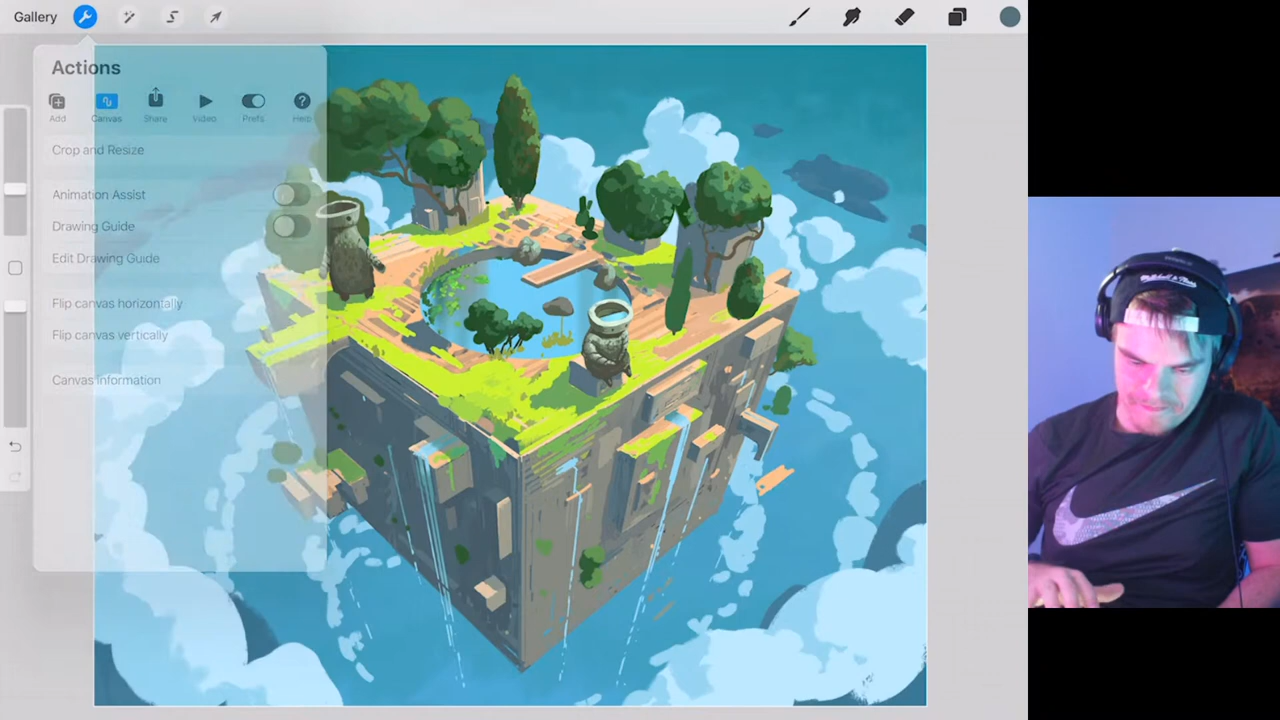 Gallery
Actions
Add
Canvas
Share
Video
Prefs
Help
Crop and Resize
Animation Assist
Drawing Guide
Edit Drawing Guide
Flip canvas horizontally
Flip canvas vertically
Canvas information